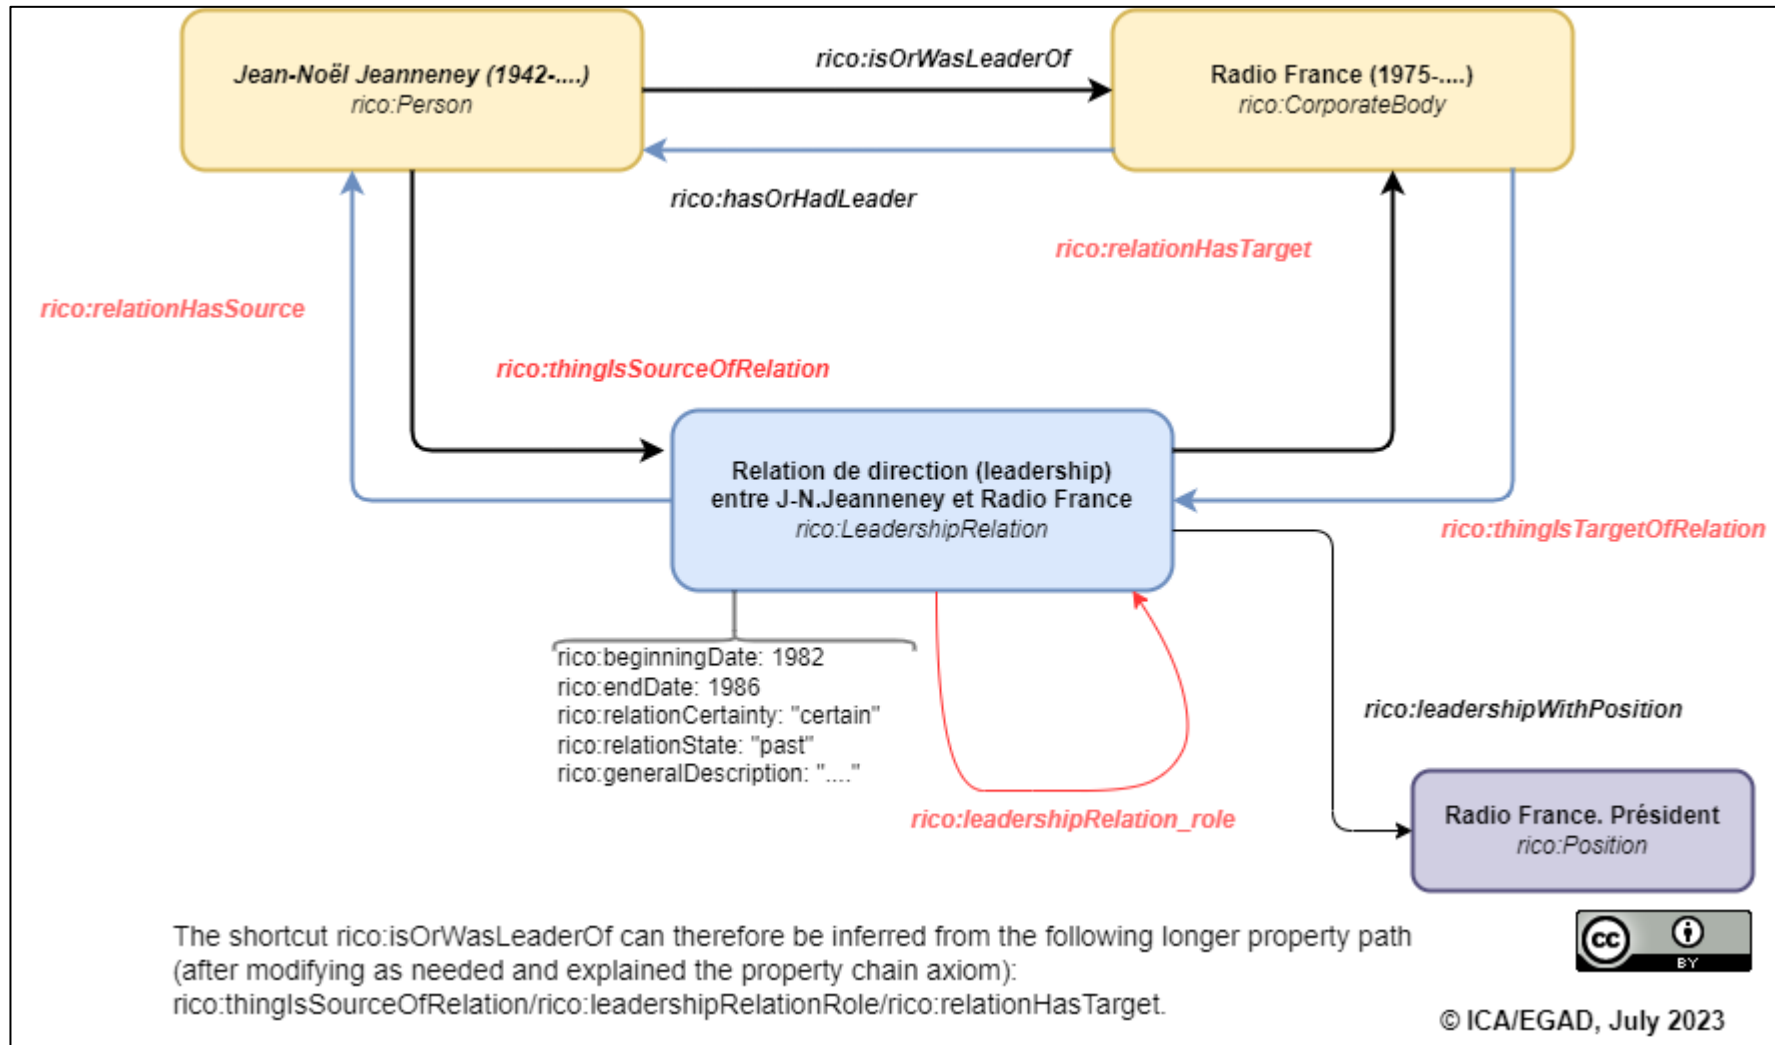 Jean-Noël Jeanneney (1942-....)
rico:Person
rico:isOrWasLeaderOf
Radio France (1975-....)
rico:CorporateBody
rico:hasOrHadLeader
rico:relationHasTarget
rico:relationHasSource
rico:thingIsSourceOfRelation
Relation de direction (leadership)
entre J-N.Jeanneney et Radio France
rico:LeadershipRelation
rico:thingIsTargetOfRelation
rico:beginningDate: 1982
rico:endDate: 1986
rico:relationCertainty: "certain"
rico:relationState: "past"
rico:generalDescription: "...."
rico:leadershipWithPosition
rico:leadershipRelation_role
Radio France. Président
rico:Position
The shortcut rico:isOrWasLeaderOf can therefore be inferred from the following longer property path
(after modifying as needed and explained the property chain axiom):
rico:thingIsSourceOfRelation/rico:leadershipRelationRole/rico:relationHasTarget.
cc
BY
© ICA/EGAD, July 2023